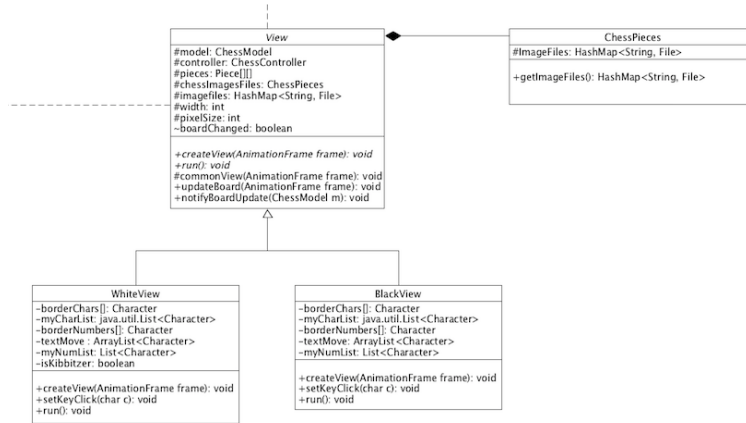 View
#model: ChessModel
#controller: ChessController
#pieces: Piece[][]
#chessImagesFiles: ChessPieces
#imagefiles: HashMap<String, File>
#width: int
#pixelSize: int
~boardChanged: boolean
+createView(AnimationFrame frame): void
+run(): void
#commonView(AnimationFrame frame): void
+updateBoard(AnimationFrame frame): void
+notifyBoardUpdate(ChessModel m): void
ChessPieces
#ImageFiles: HashMap<String, File>
+getImageFiles(): HashMap<String, File>
WhiteView
-borderChars[]: Character
-myCharList: java.util.List<Character>
-borderNumbers[]: Character
-textMove : ArrayList<Character>
-myNumList: List<Character>
-isKibbitzer: boolean
+createView(AnimationFrame frame): void
+setKeyClick(char c): void
+run(): void
BlackView
-borderChars[]: Character
-myCharList: java.util.List<Character>
-borderNumbers[]: Character
-textMove: ArrayList<Character>
-myNumList: List<Character>
+createView(AnimationFrame frame): void
+setKeyClick(char c): void
+run(): void